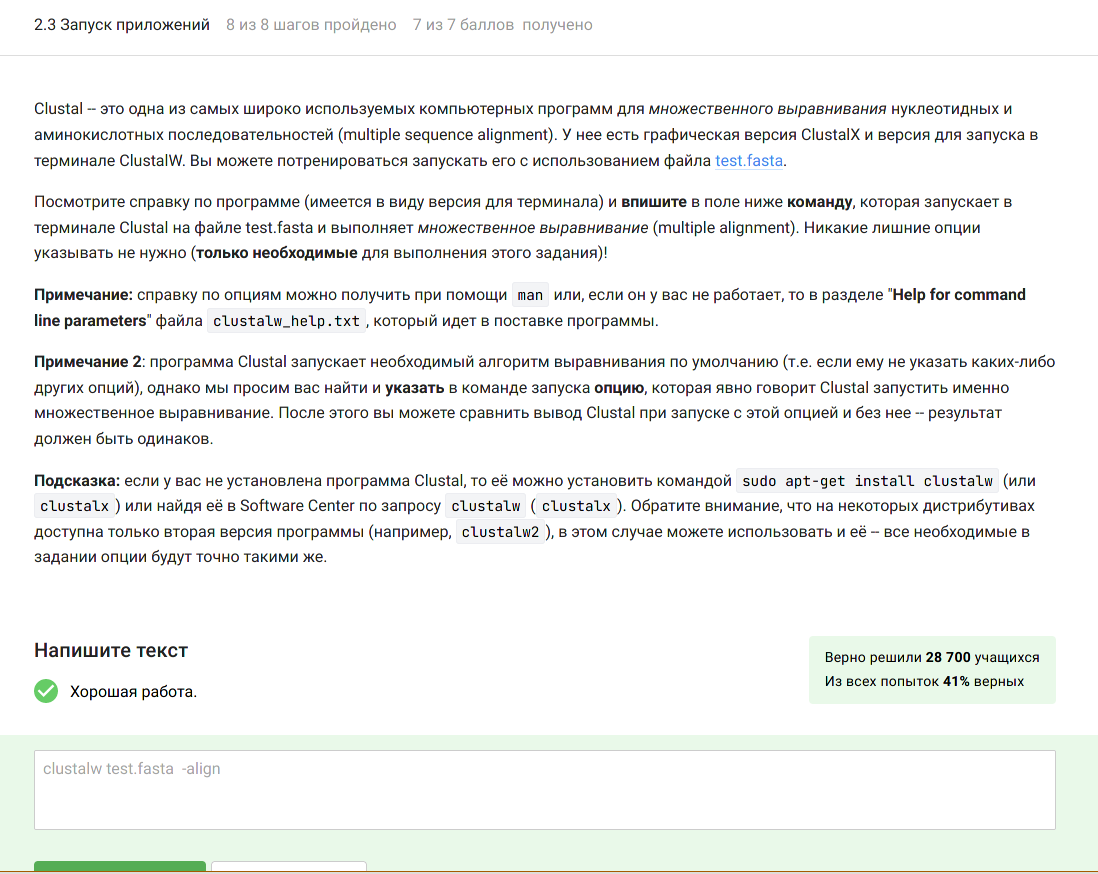 2.3 Запуск приложений 8 из 8 шагов пройдено 7 из 7 баллов получено
Clustal -- это одна из самых широко используемых компьютерных программ для множественного выравнивания нуклеотидных и
аминокислотных последовательностей (multiple sequence alignment). У нее есть графическая версия ClustalX и версия для запуска в
терминале ClustalW. Вы можете потренироваться запускать его с использованием файла test.fasta.
Посмотрите справку по программе (имеется в виду версия для терминала) и впишите в поле ниже команду, которая запускает в
терминале Clustal на файле test.fasta и выполняет множественное выравнивание (multiple alignment). Никакие лишние опции
указывать не нужно (только необходимые для выполнения этого задания)!
Примечание: справку по опциям можно получить при помощи man или, если он у вас не работает, то в разделе "Help for command
line parameters" файла clustalw_help.txt, который идет в поставке программы.
Примечание 2: программа Clustal запускает необходимый алгоритм выравнивания по умолчанию (т.е. если ему не указать каких-либо
других опций), однако мы просим вас найти и указать в команде запуска опцию, которая явно говорит Clustal запустить именно
множественное выравнивание. После этого вы можете сравнить вывод Clustal при запуске с этой опцией и без нее -- результат
должен быть одинаков.
Подсказка: если у вас не установлена программа Clustal, то её можно установить командой sudo apt-get install clustalw (или
clustalx) или найдя её в Software Center по запросу clustalw (clustalx). Обратите внимание, что на некоторых дистрибутивах
доступна только вторая версия программы (например, clustalw2), в этом случае можете использовать и её -- все необходимые в
задании опции будут точно такими же.
Напишите текст
Хорошая работа.
Верно решили 28 700 учащихся
Из всех попыток 41% верных
clustalw test.fasta -align